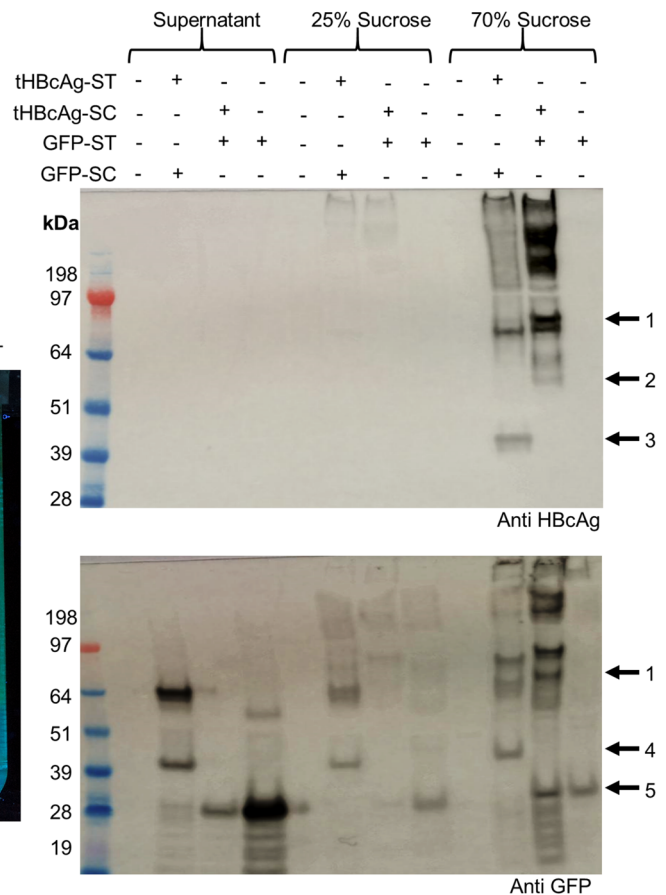 Supernatant 25% Sucrose 70% Sucrose
tHBcAg-ST - + - - - + - - - + - -
tHBcAg-SC - - + - - - + - - - + -
GFP-ST - - + + - - + + - - + +
GFP-SC - + - - - + - - - + - -
kDa
198
97
64
51
39
28
1
2
3
Anti HBcAg
198
97
64
51
39
28
19
1
4
5
Anti GFP